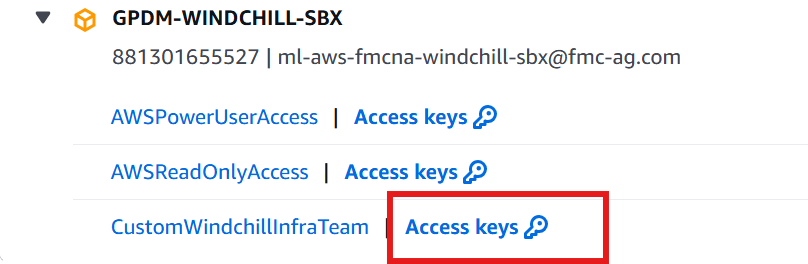 GPDM-WINDCHILL-SBX
881301655527 | ml-aws-fmcna-windchill-sbx@fmc-ag.com
AWSPowerUserAccess | Access keys
AWSReadOnlyAccess | Access keys
CustomWindchillInfraTeam | Access keys